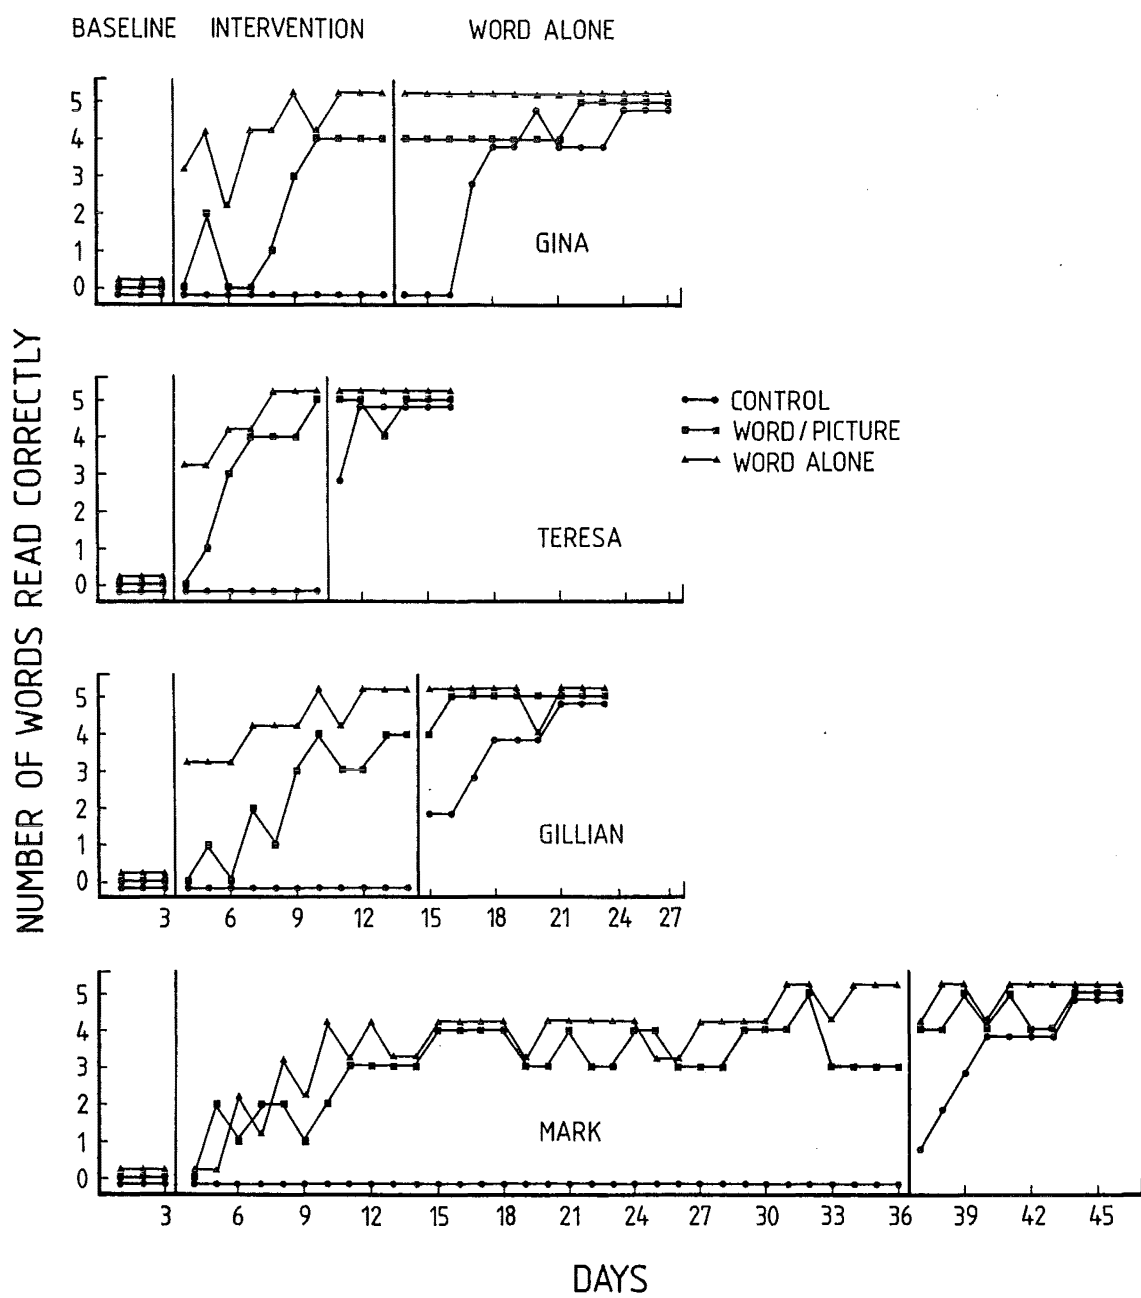 BASELINE INTERVENTION WORD ALONE
NUMBER OF WORDS READ CORRECTLY
5
4
3
2
1
0
GINA
5
4
3
2
1
0
TERESA
CONTROL
WORD/PICTURE
WORD ALONE
5
4
3
2
1
0
GILLIAN
3 6 9 12 15 18 21 24 27
5
4
3
2
1
0
MARK
3 6 9 12 15 18 21 24 27 30 33 36 39 42 45
DAYS